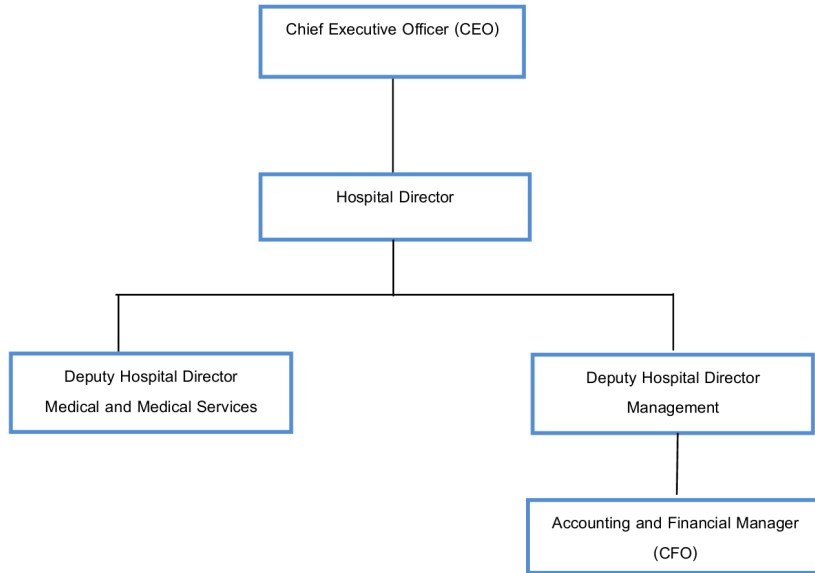 Chief Executive Officer (CEO)
Hospital Director
Deputy Hospital Director
Medical and Medical Services
Deputy Hospital Director
Management
Accounting and Financial Manager
(CFO)